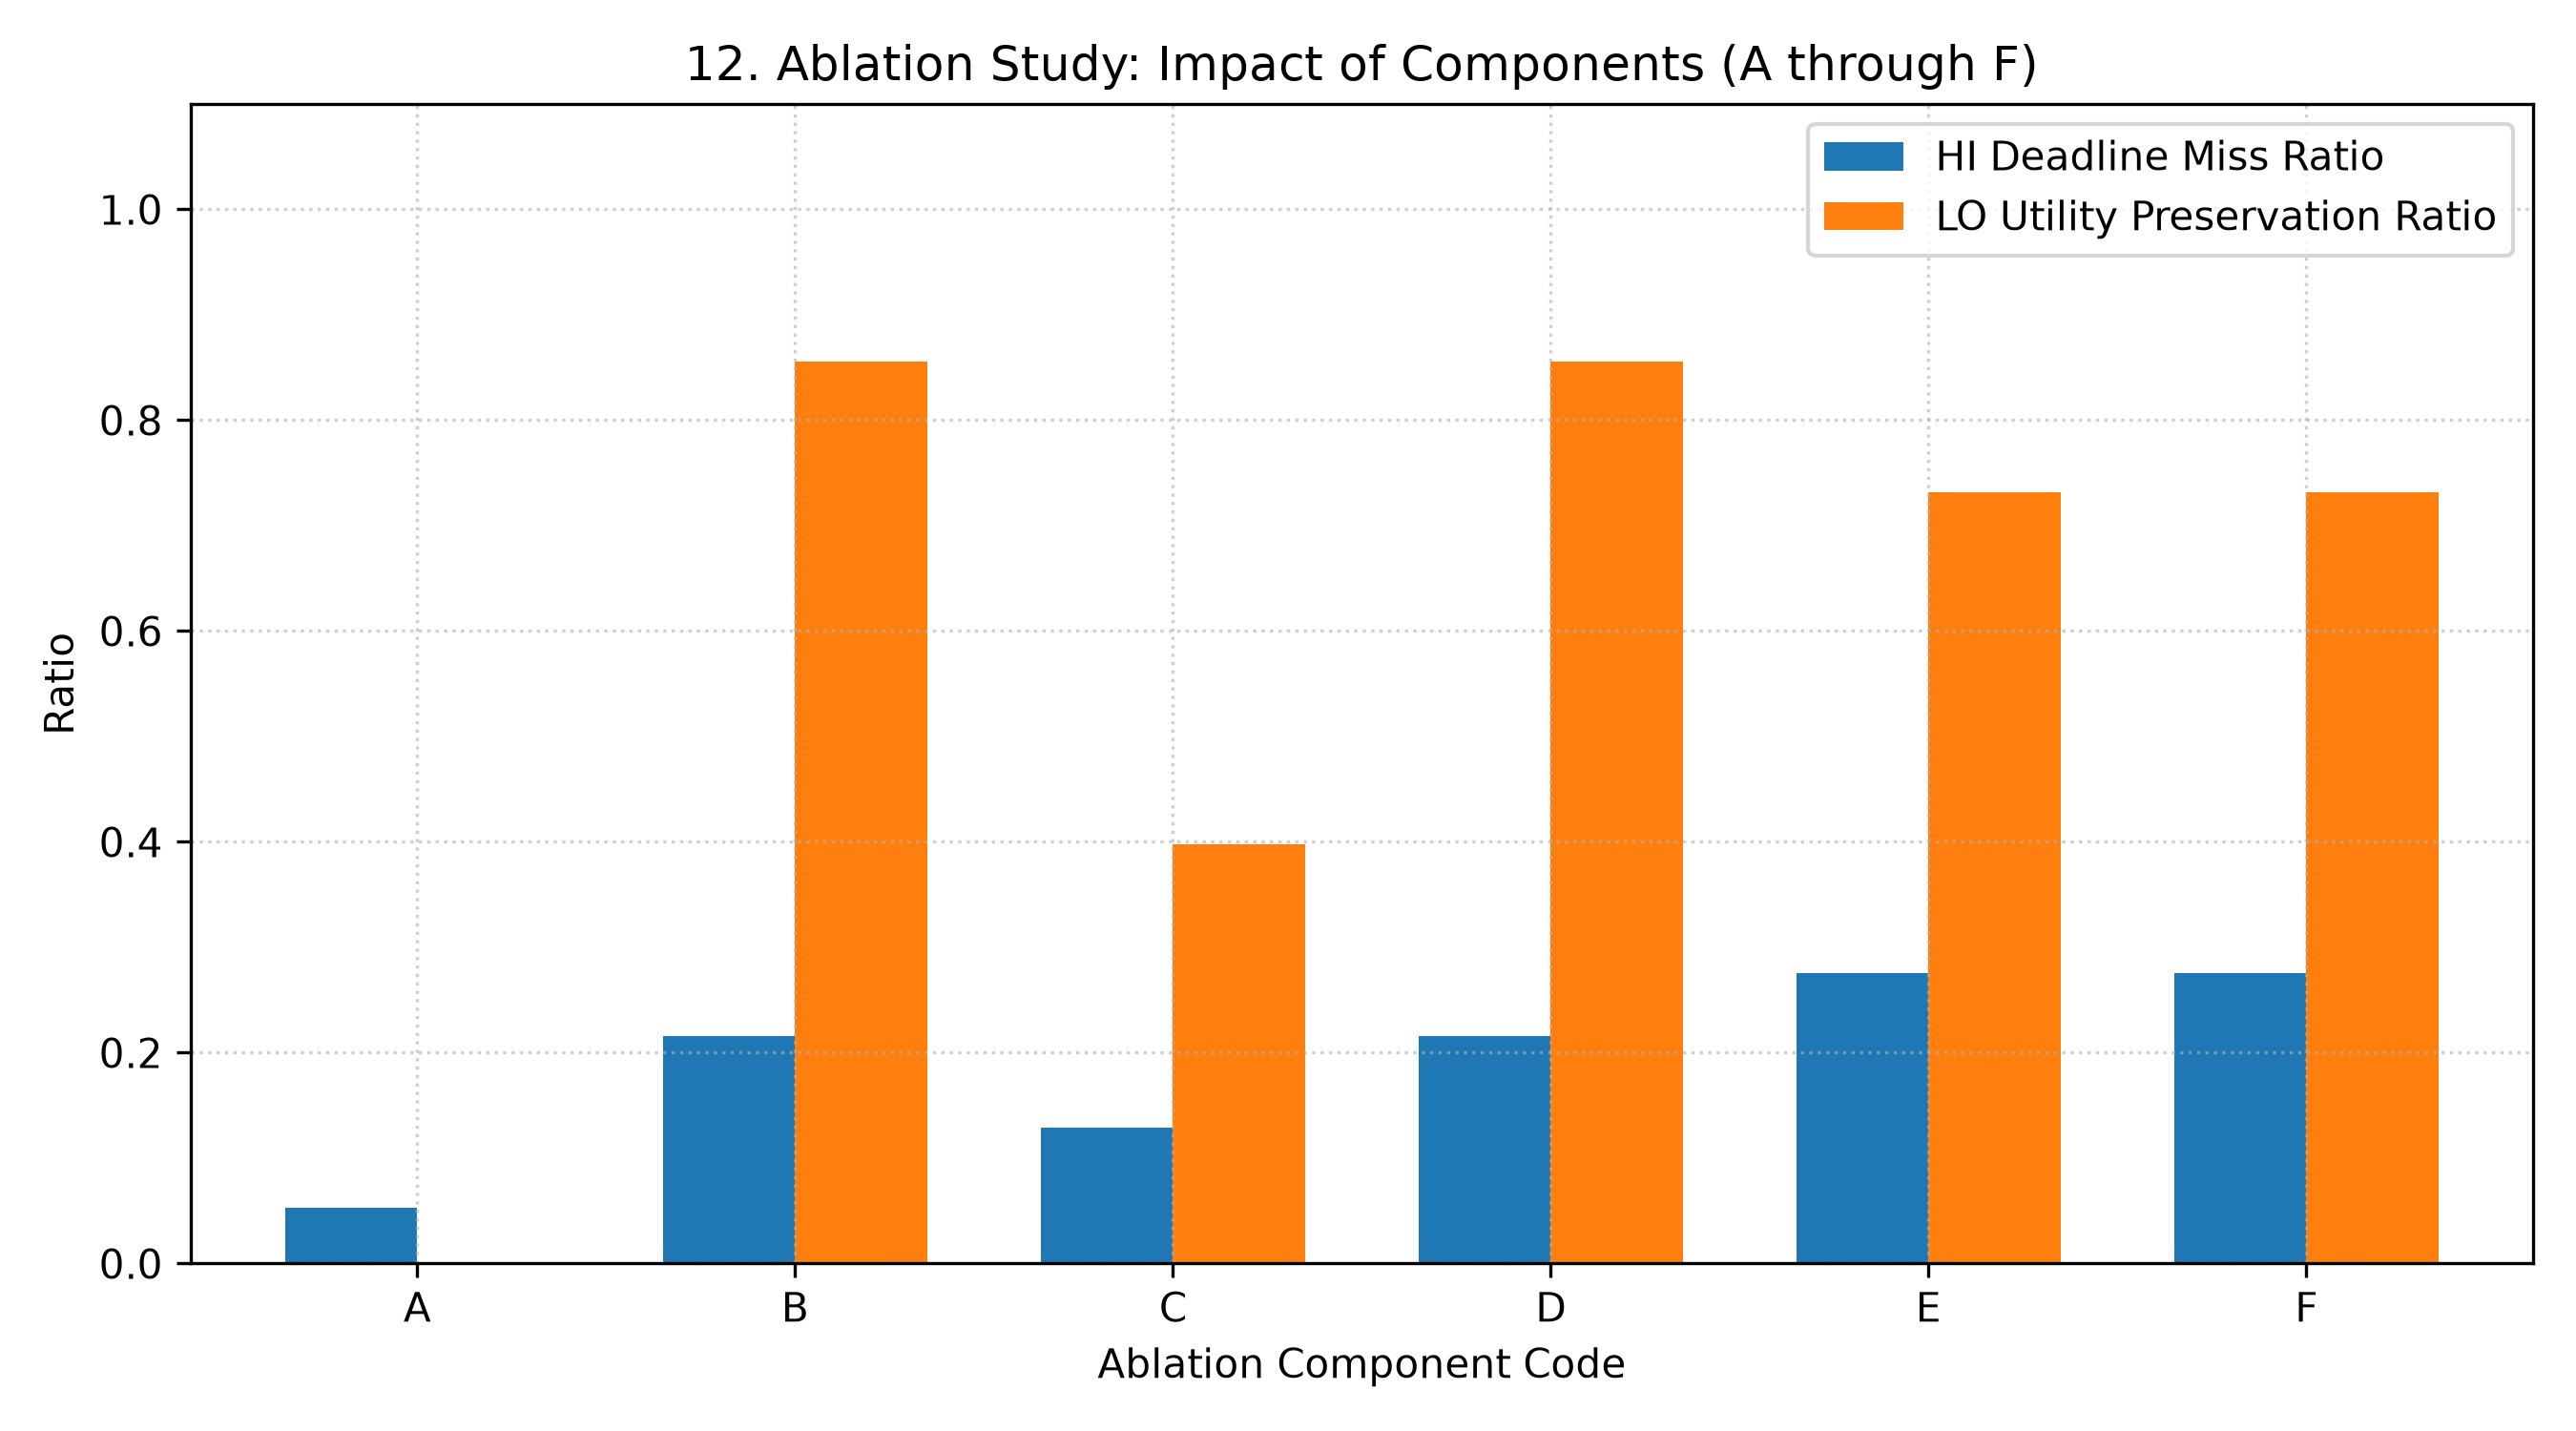 12. Ablation Study: Impact of Components (A through F)
HI Deadline Miss Ratio
LO Utility Preservation Ratio
1.0
0.8
0.6
0.4
0.2
0.0
Ratio
A B C D E F
Ablation Component Code